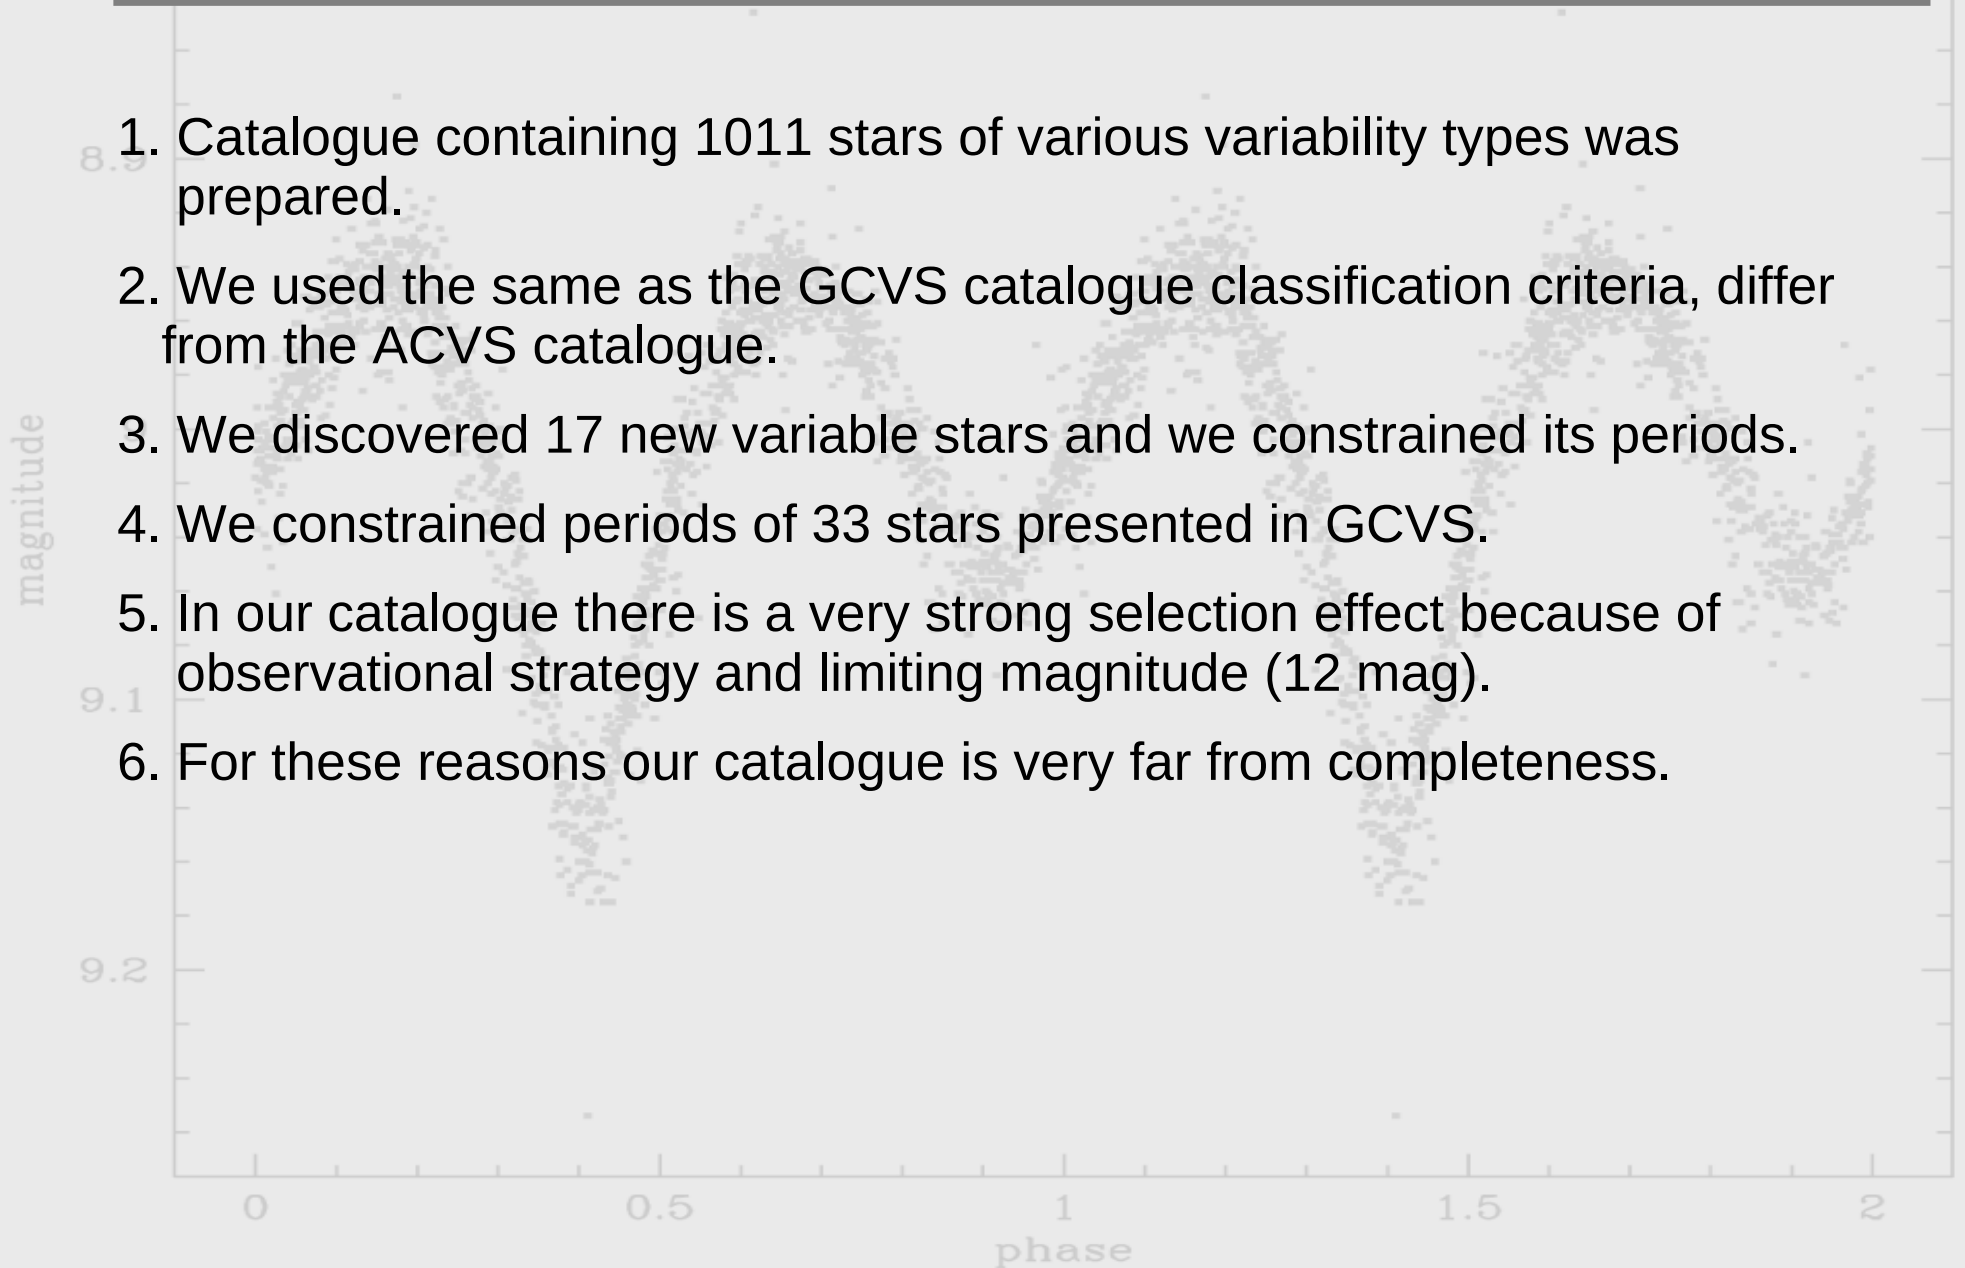 1. Catalogue containing 1011 stars of various variability types was
prepared.
2. We used the same as the GCVS catalogue classification criteria, differ
from the ACVS catalogue.
3. We discovered 17 new variable stars and we constrained its periods.
4. We constrained periods of 33 stars presented in GCVS.
5. In our catalogue there is a very strong selection effect because of
observational strategy and limiting magnitude (12 mag).
6. For these reasons our catalogue is very far from completeness.
magnitude
8.9
9.1
9.2
0 0.5 1 1.5 2
phase